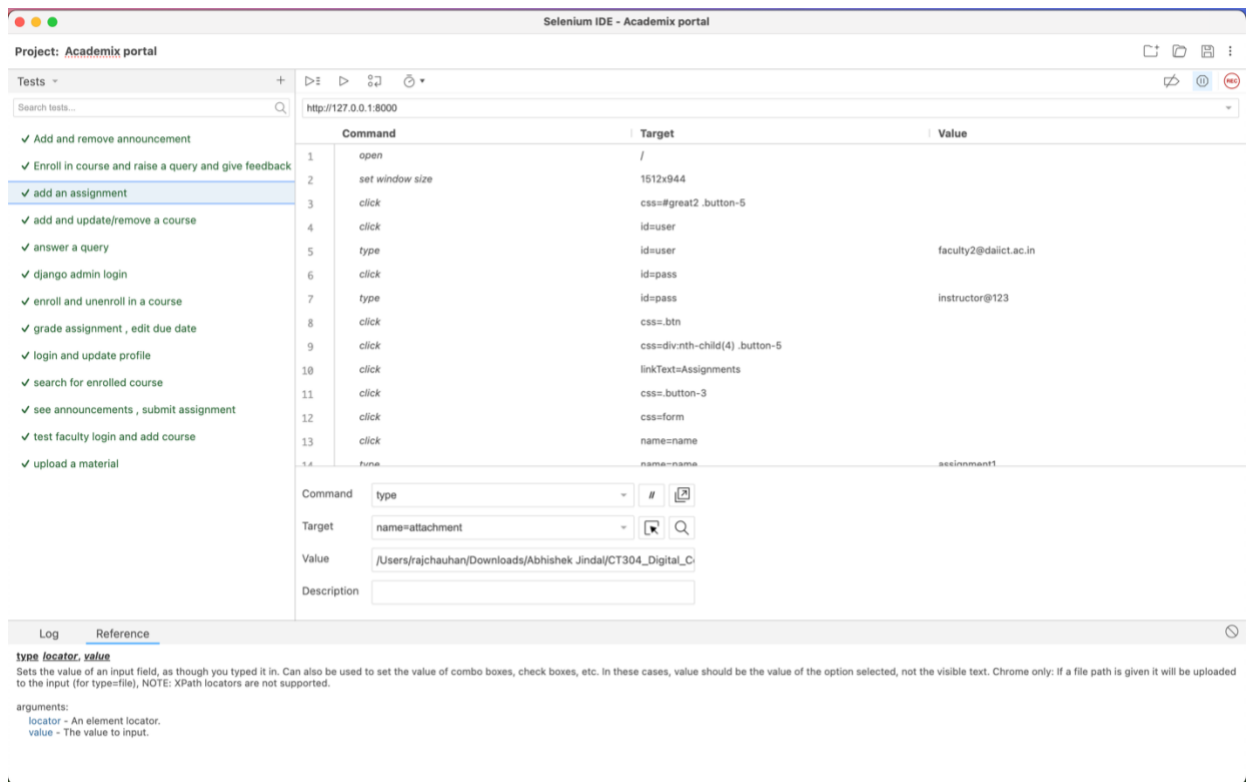 Selenium IDE - Academix portal
Project: Academix portal
Tests
Search tests...
✓ Add and remove announcement
✓ Enroll in course and raise a query and give feedback
✓ add an assignment
✓ add and update/remove a course
✓ answer a query
✓ django admin login
✓ enroll and unenroll in a course
✓ grade assignment , edit due date
✓ login and update profile
✓ search for enrolled course
✓ see announcements , submit assignment
✓ test faculty login and add course
✓ upload a material
REC
http://127.0.0.1:8000
Command Target Value
1 open /
2 set window size 1512x944
3 click css=#great2 .button-5
4 click id=user
5 type id=user faculty2@daiict.ac.in
6 click id=pass
7 type id=pass instructor@123
8 click css=.btn
9 click css=div:nth-child(4) .button-5
10 click linkText=Assignments
11 click css=.button-3
12 click css=form
13 click name=name
14 type name=name assignment1
Command type //
Target name=attachment
Value /Users/rajchauhan/Downloads/Abhishek Jindal/CT304_Digital_C
Description
Log Reference
type locator, value
Sets the value of an input field, as though you typed it in. Can also be used to set the value of combo boxes, check boxes, etc. In these cases, value should be the value of the option selected, not the visible text. Chrome only: If a file path is given it will be uploaded
to the input (for type=file), NOTE: XPath locators are not supported.
arguments:
locator - An element locator.
value - The value to input.